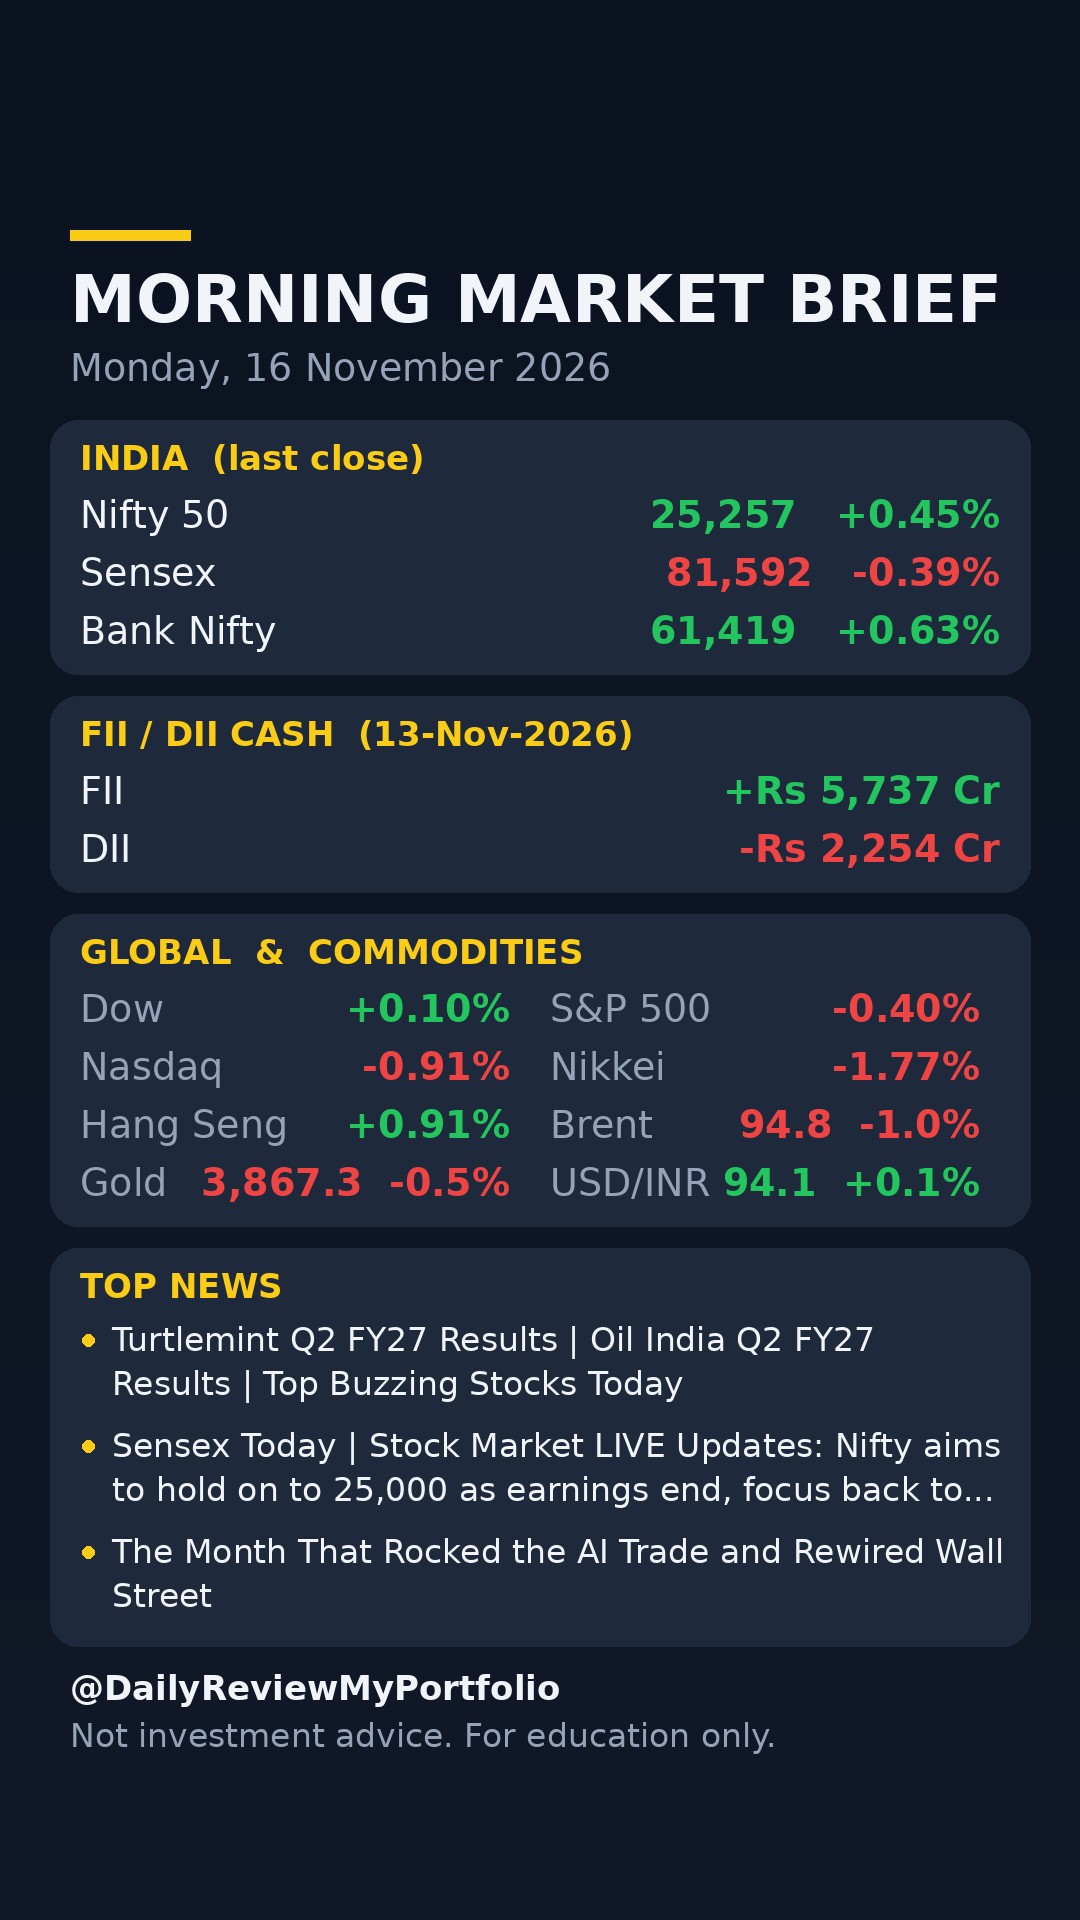 MORNING MARKET BRIEF
Monday, 16 November 2026
INDIA (last close)
Nifty 50 25,257 +0.45%
Sensex 81,592 -0.39%
Bank Nifty 61,419 +0.63%
FII / DII CASH (13-Nov-2026)
FII +Rs 5,737 Cr
DII -Rs 2,254 Cr
GLOBAL & COMMODITIES
Dow +0.10% S&P 500 -0.40%
Nasdaq -0.91% Nikkei -1.77%
Hang Seng +0.91% Brent 94.8 -1.0%
Gold 3,867.3 -0.5% USD/INR 94.1 +0.1%
TOP NEWS
Turtlemint Q2 FY27 Results | Oil India Q2 FY27
Results | Top Buzzing Stocks Today
Sensex Today | Stock Market LIVE Updates: Nifty aims
to hold on to 25,000 as earnings end, focus back to...
The Month That Rocked the AI Trade and Rewired Wall
Street
@DailyReviewMyPortfolio
Not investment advice. For education only.